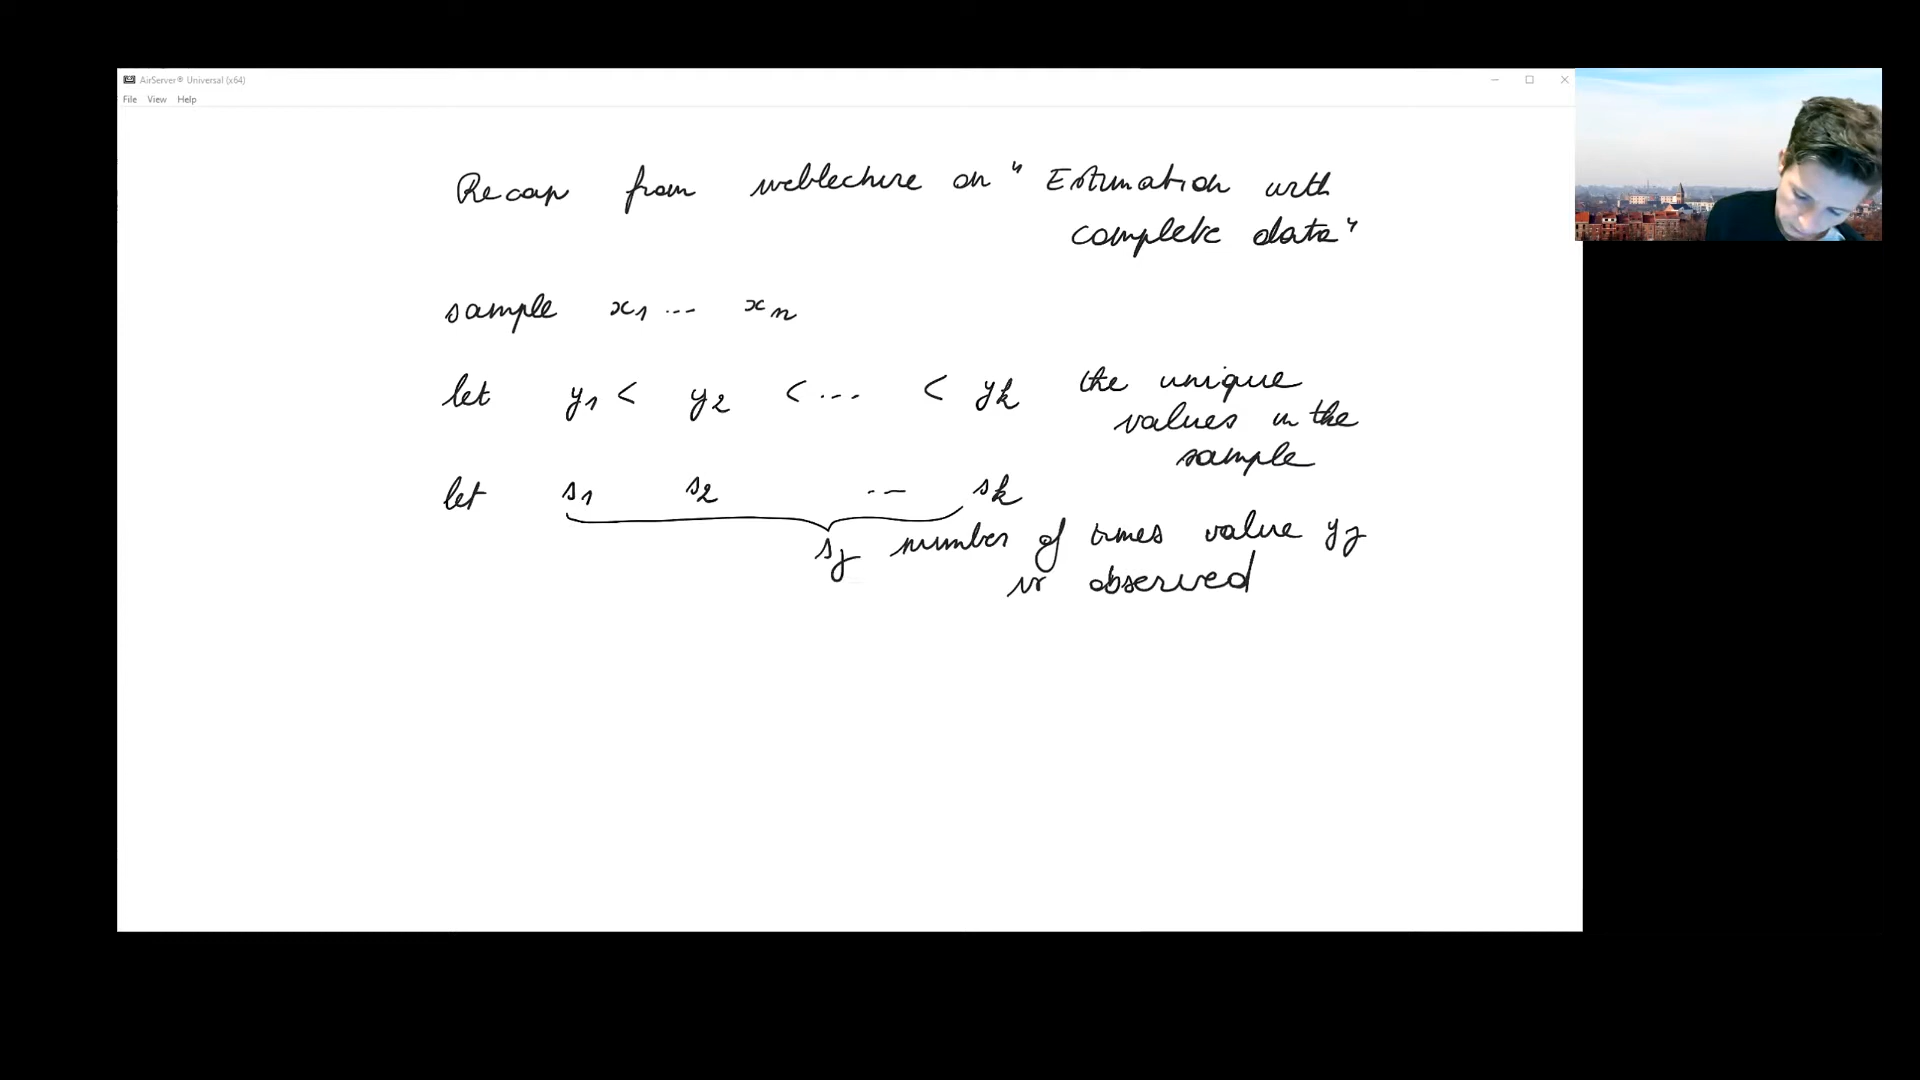 AirServer® Universal (x64)
File View Help
Recap from weblecture on "Estimation with
complete data"
sample x₁ ... xₙ
let y₁ < y₂ < ... < yₖ the unique
values in the
sample
let s₁ s₂ ... sₖ
sⱼ number of times value yⱼ
is observed